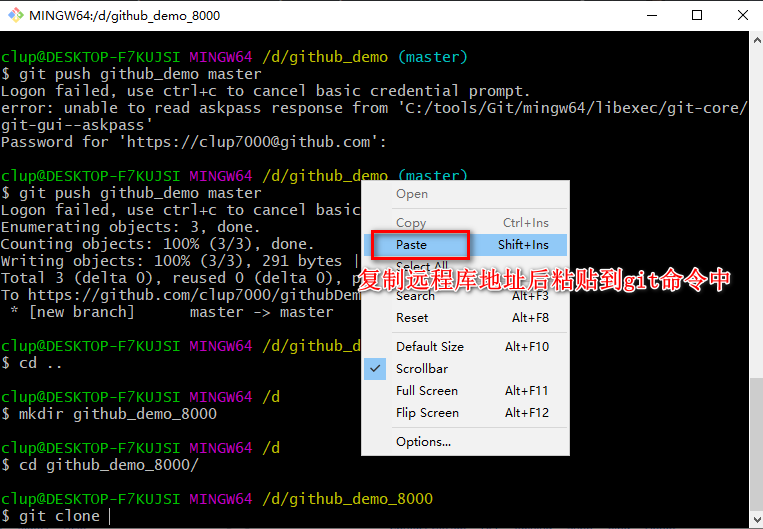 MINGW64:/d/github_demo_8000
clup@DESKTOP-F7KUJSI MINGW64 /d/github_demo (master)
$ git push github_demo master
Logon failed, use ctrl+c to cancel basic credential prompt.
error: unable to read askpass response from 'C:/tools/Git/mingw64/libexec/git-core/
git-gui--askpass'
Password for 'https://clup7000@github.com':
clup@DESKTOP-F7KUJSI MINGW64 /d/github_demo (master)
$ git push github_demo master
Logon failed, use ctrl+c to cancel basic
Enumerating objects: 3, done.
Counting objects: 100% (3/3), done.
Writing objects: 100% (3/3), 291 bytes |
Total 3 (delta 0), reused 0 (delta 0), p
To https://github.com/clup7000/githubDem
* [new branch] master -> master
clup@DESKTOP-F7KUJSI MINGW64 /d/github_d
$ cd ..
clup@DESKTOP-F7KUJSI MINGW64 /d
$ mkdir github_demo_8000
clup@DESKTOP-F7KUJSI MINGW64 /d
$ cd github_demo_8000/
clup@DESKTOP-F7KUJSI MINGW64 /d/github_demo_8000
$ git clone
Open
Copy Ctrl+Ins
Paste Shift+Ins
Select All
复制远程库地址后粘贴到git命令中
Search Alt+F3
Reset Alt+F8
Default Size Alt+F10
Scrollbar
Full Screen Alt+F11
Flip Screen Alt+F12
Options...